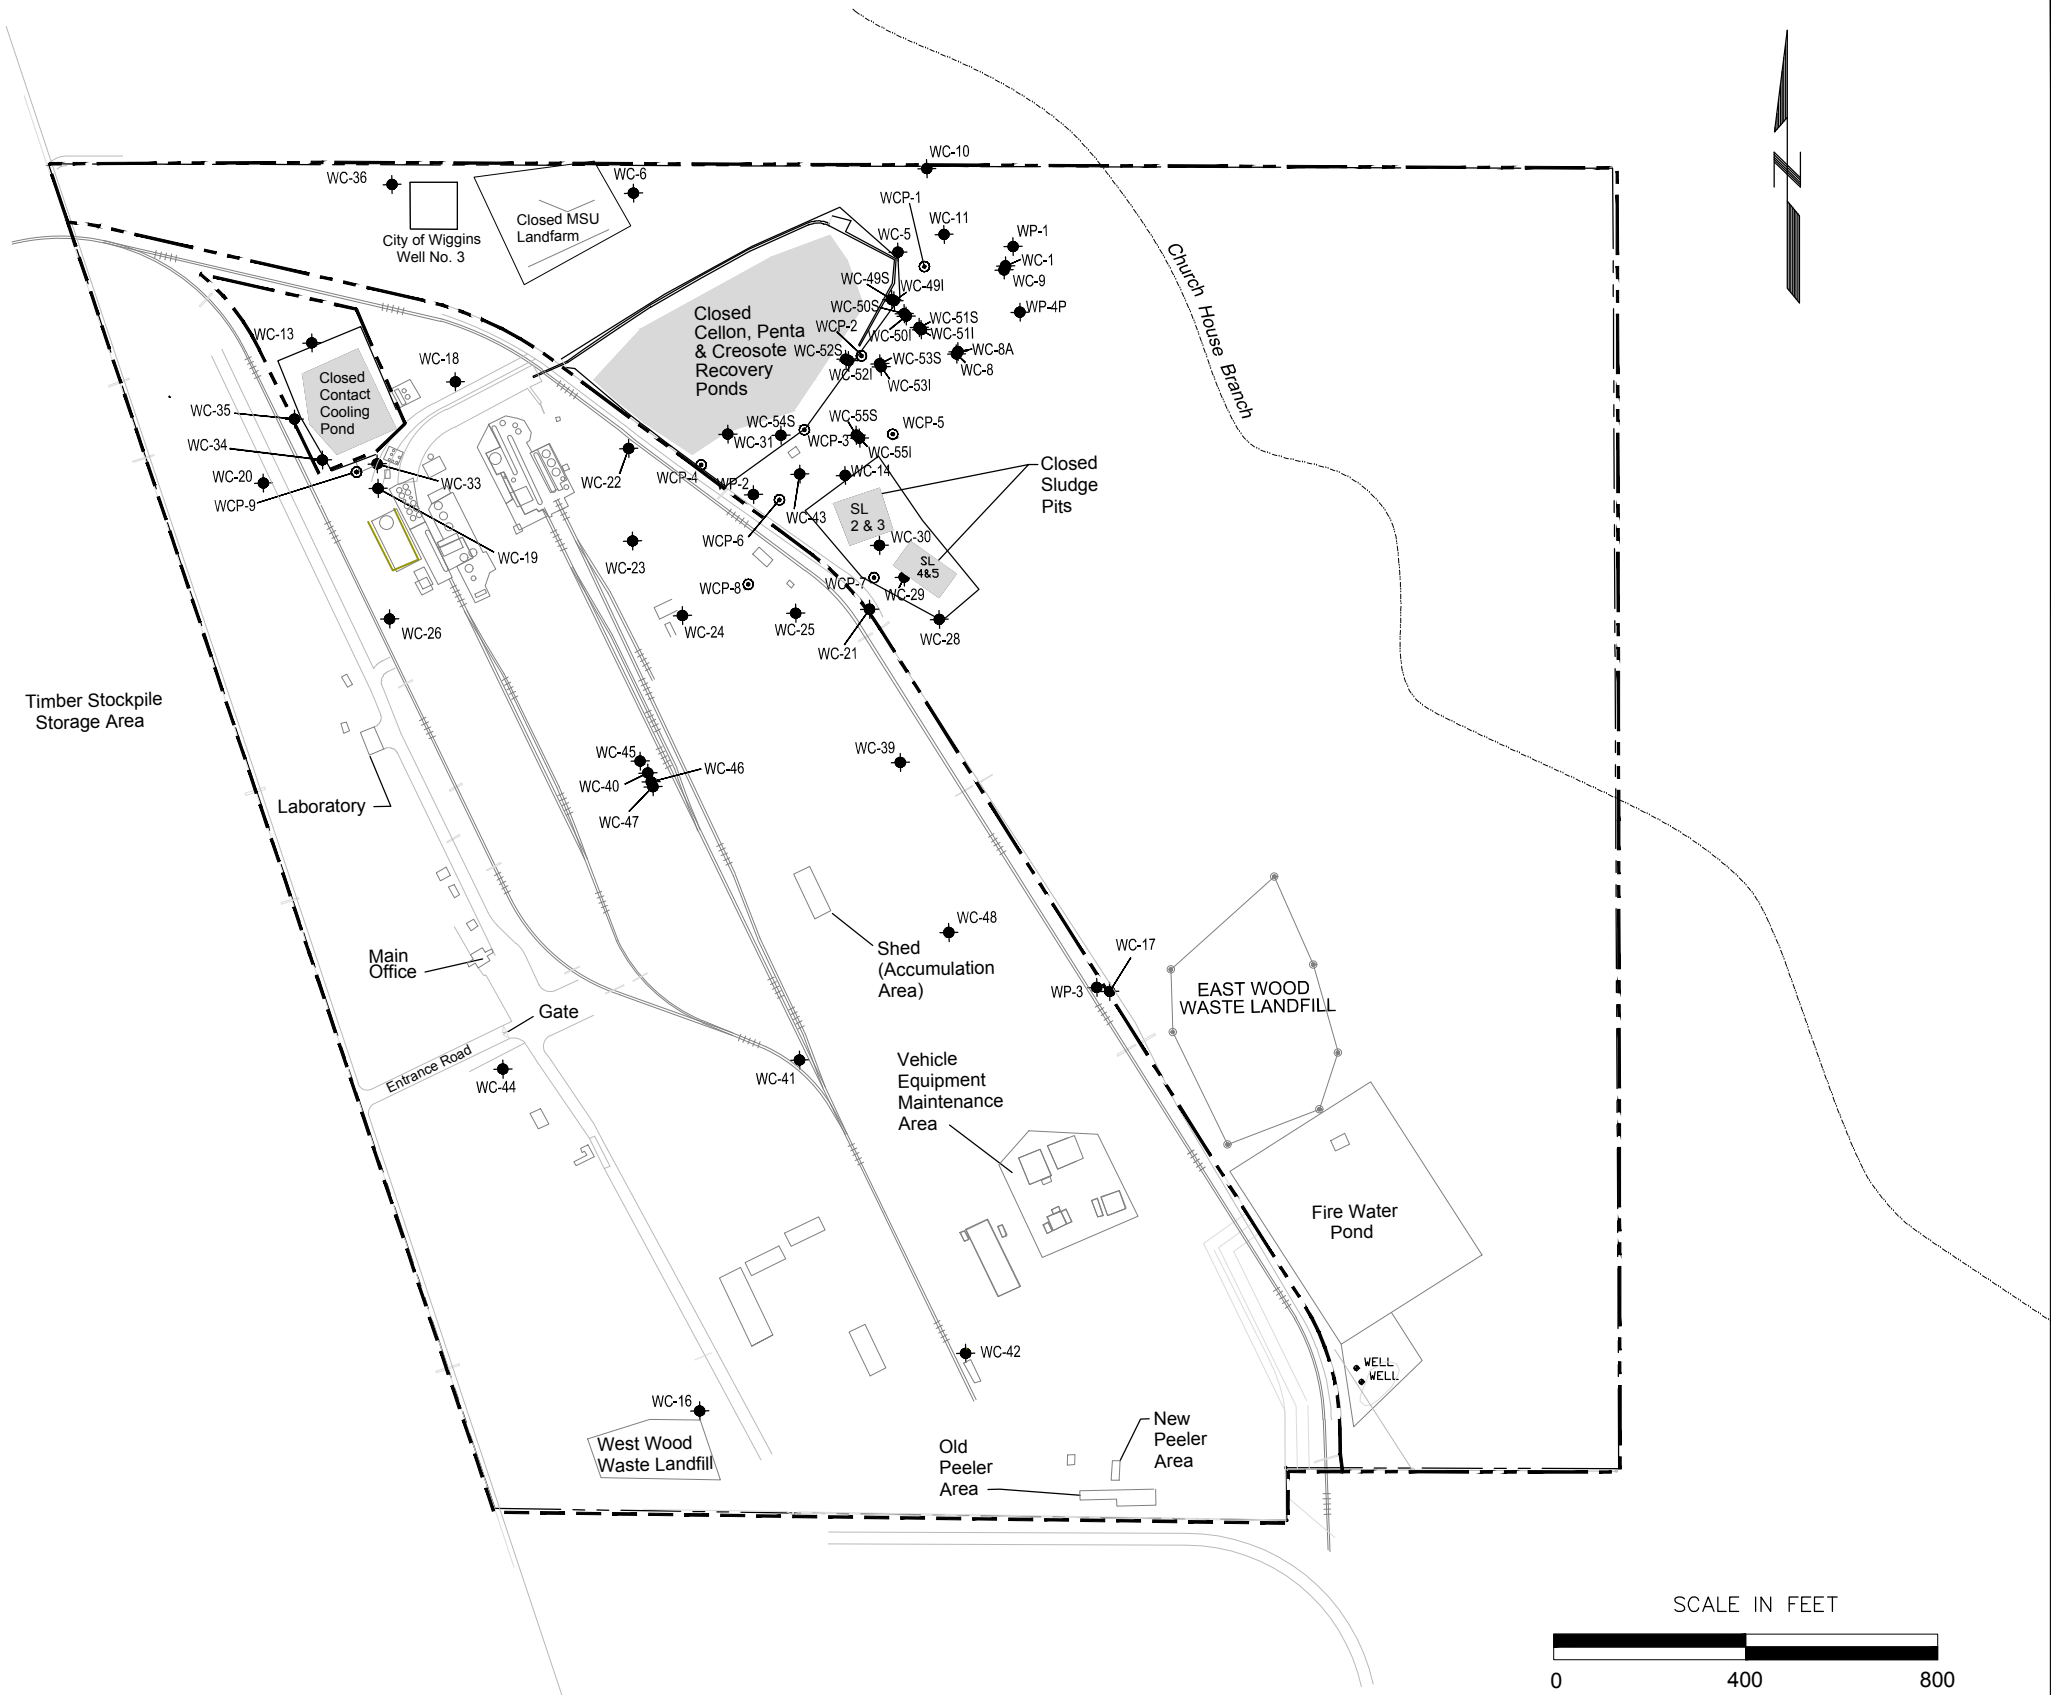 WC-10
WC-36
WC-6
WCP-1
Closed MSU
Landfarm
WC-11
City of Wiggins
Well No. 3
WC-5
WP-1
WC-1
WC-9
Church House Branch
WC-49S
WC-49I
WC-50S
WP-4P
Closed
Cellon, Penta
& Creosote
Recovery
Ponds
WCP-2
WC-50I
WC-51S
WC-51I
WC-13
WC-18
WC-52S
WC-52I
WC-53S
WC-53I
WC-8A
WC-8
Closed
Contact
Cooling
Pond
WC-35
WC-34
WC-54S
WC-31
WCP-3
WC-55S
WC-55I
WCP-5
WC-20
WCP-9
WC-33
WC-22
WCP-4
WP-2
WC-14
Closed
Sludge
Pits
WC-43
SL
2 & 3
WC-19
WCP-6
WC-30
WC-23
SL
4&5
WCP-8
WCP-7
WC-29
WC-26
WC-24
WC-25
WC-21
WC-28
Timber Stockpile
Storage Area
WC-45
WC-46
WC-40
WC-47
WC-39
Laboratory
WC-48
Main
Office
Shed
(Accumulation
Area)
WC-17
WP-3
EAST WOOD
WASTE LANDFILL
Gate
Entrance Road
WC-44
WC-41
Vehicle
Equipment
Maintenance
Area
Fire Water
Pond
WC-42
WELL
WELL
WC-16
West Wood
Waste Landfill
Old
Peeler
Area
New
Peeler
Area
N
SCALE IN FEET
0 400 800